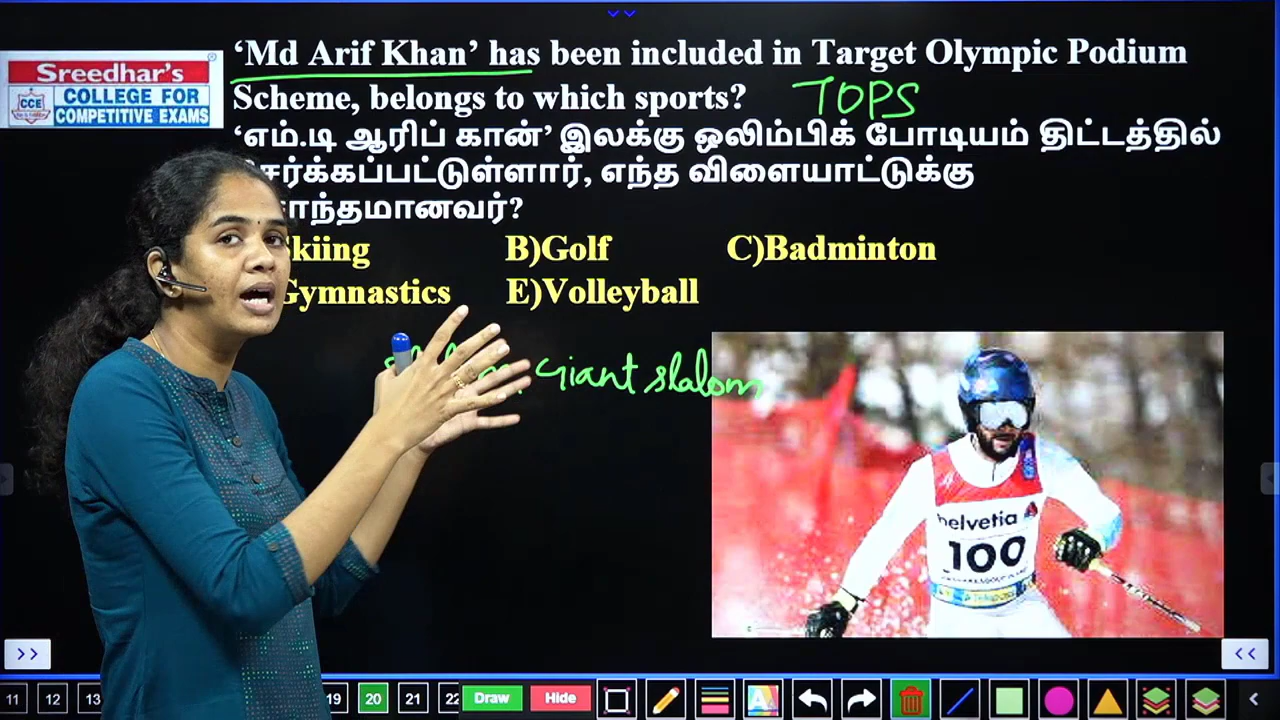 Sreedhar's
CCE
COLLEGE FOR
COMPETITIVE EXAMS
‘Md Arif Khan’ has been included in Target Olympic Podium
Scheme, belongs to which sports? TOPS
‘எம்.டி ஆரிப் கான்’ இலக்கு ஒலிம்பிக் போடியம் திட்டத்தில்
சேர்க்கப்பட்டுள்ளார், எந்த விளையாட்டுக்கு
சொந்தமானவர்?
Skiing B)Golf C)Badminton
Gymnastics E)Volleyball
Giant slalom
helvetia
100
>> <<
11 12 13 19 20 21 22 Draw Hide